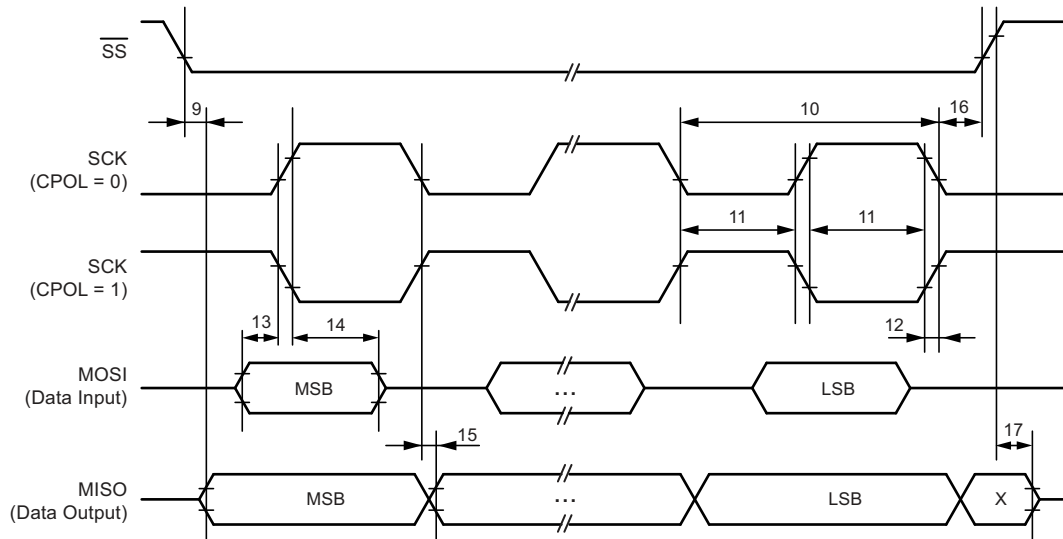 SS
9
10
16
SCK
(CPOL = 0)
11
11
SCK
(CPOL = 1)
13
14
12
MOSI
(Data Input)
MSB
...
LSB
15
17
MISO
(Data Output)
MSB
...
LSB
X